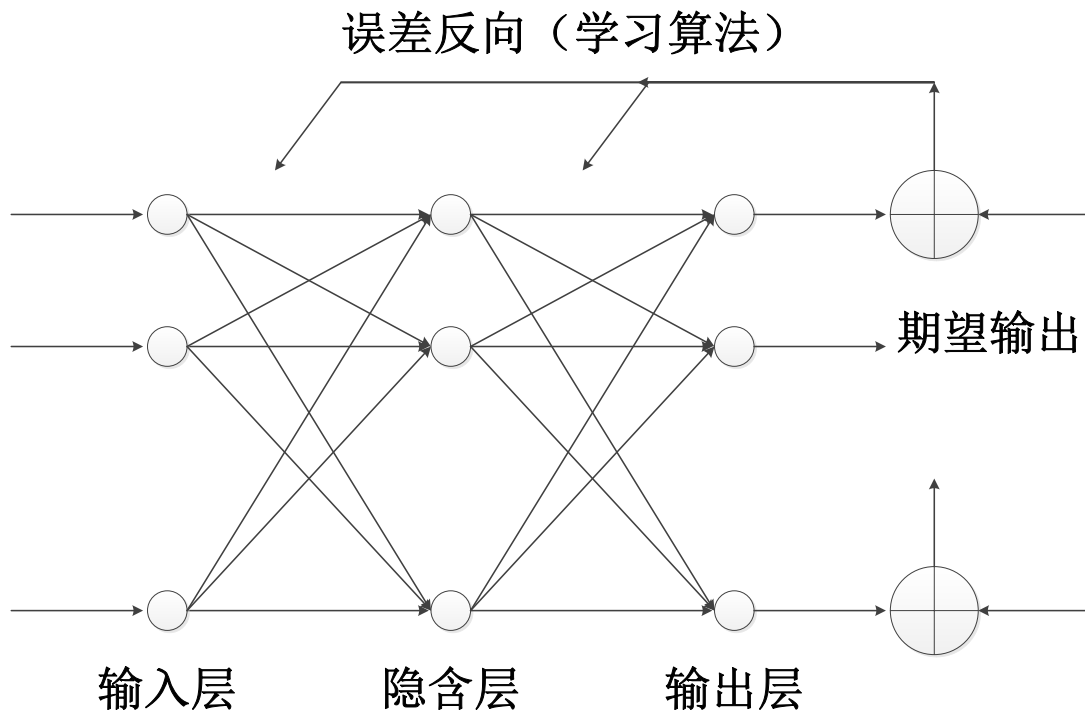 误差反向（学习算法）
期望输出
输入层
隐含层
输出层